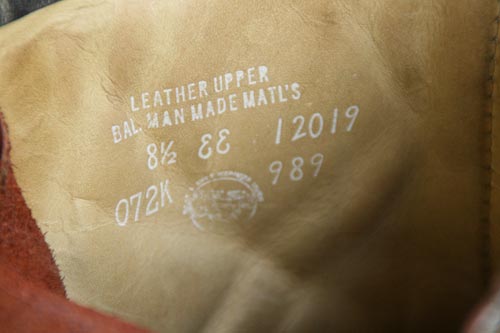 LEATHER UPPER
BAL. MAN MADE MATL'S
8½ EE 12019
072K 989